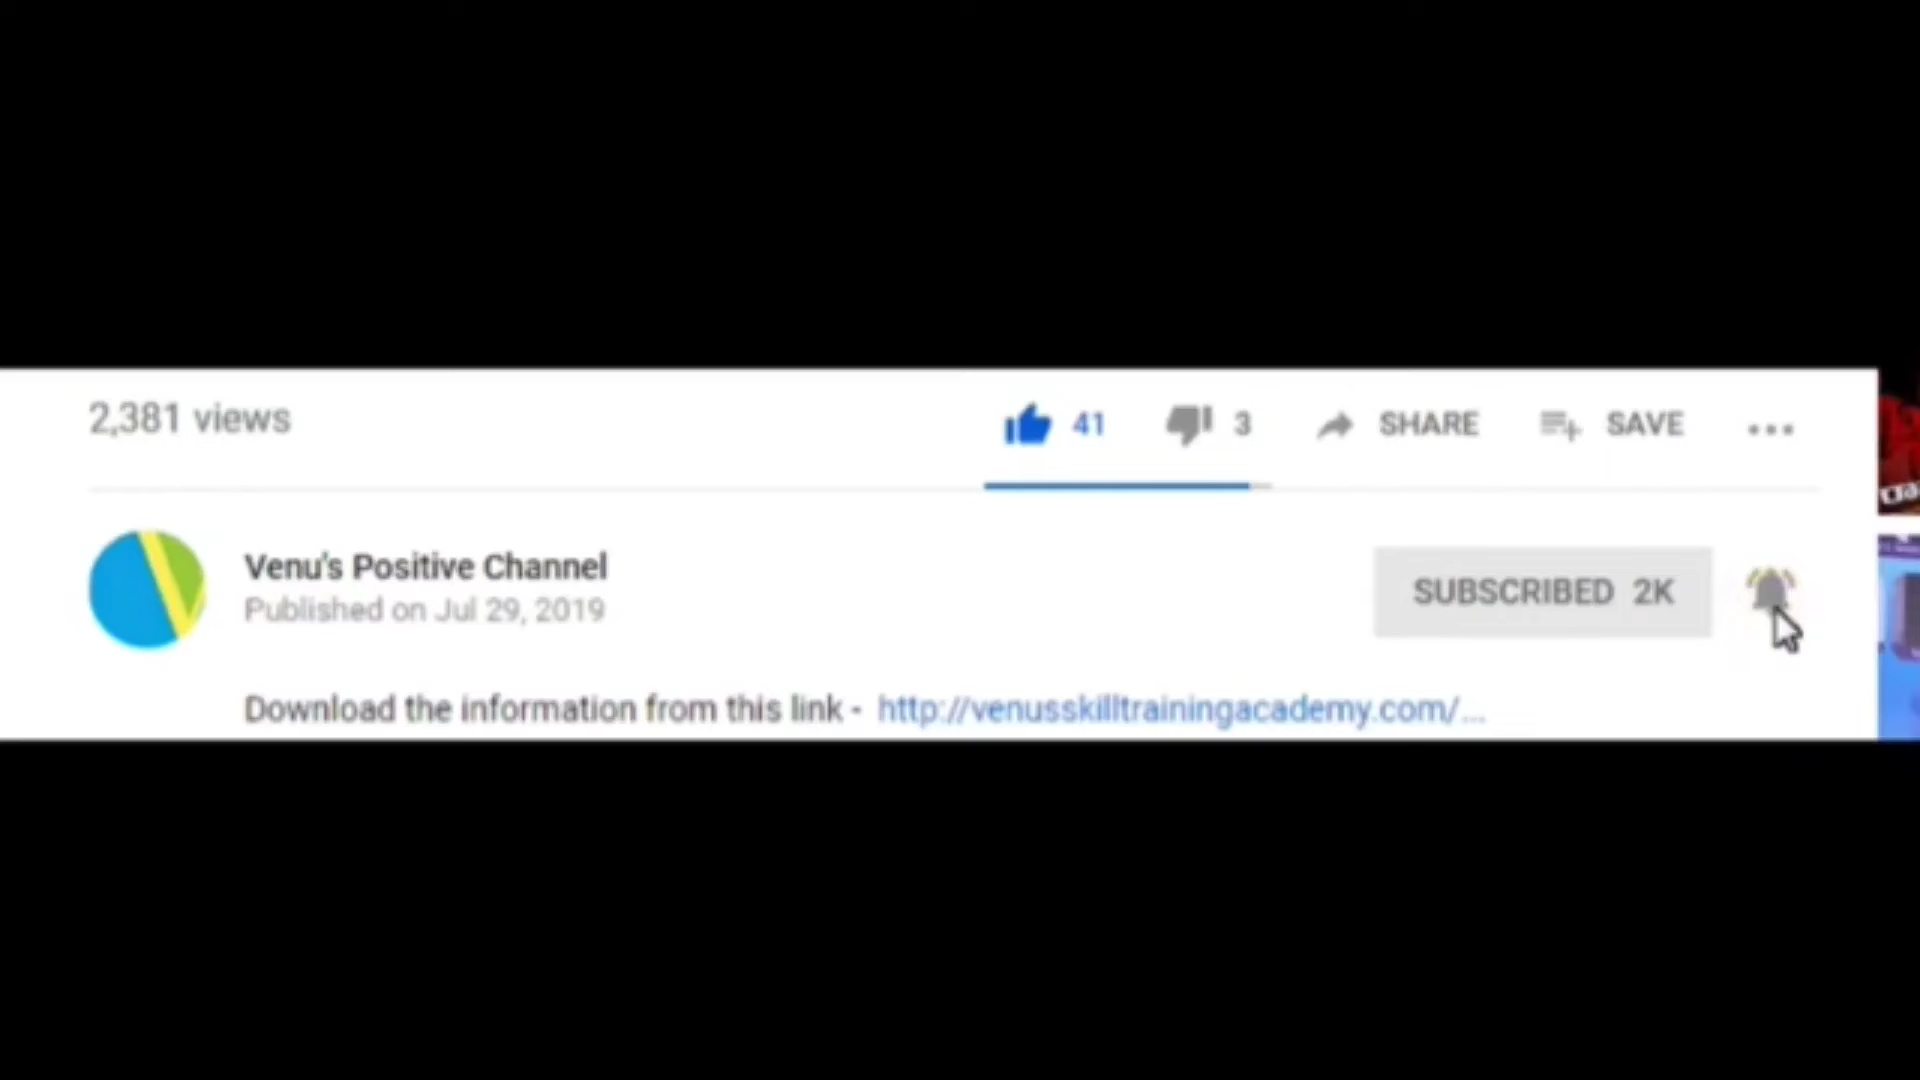 2,381 views
41 3 SHARE SAVE
Venu's Positive Channel
Published on Jul 29, 2019
SUBSCRIBED 2K
Download the information from this link - http://venusskilltrainingacademy.com/...